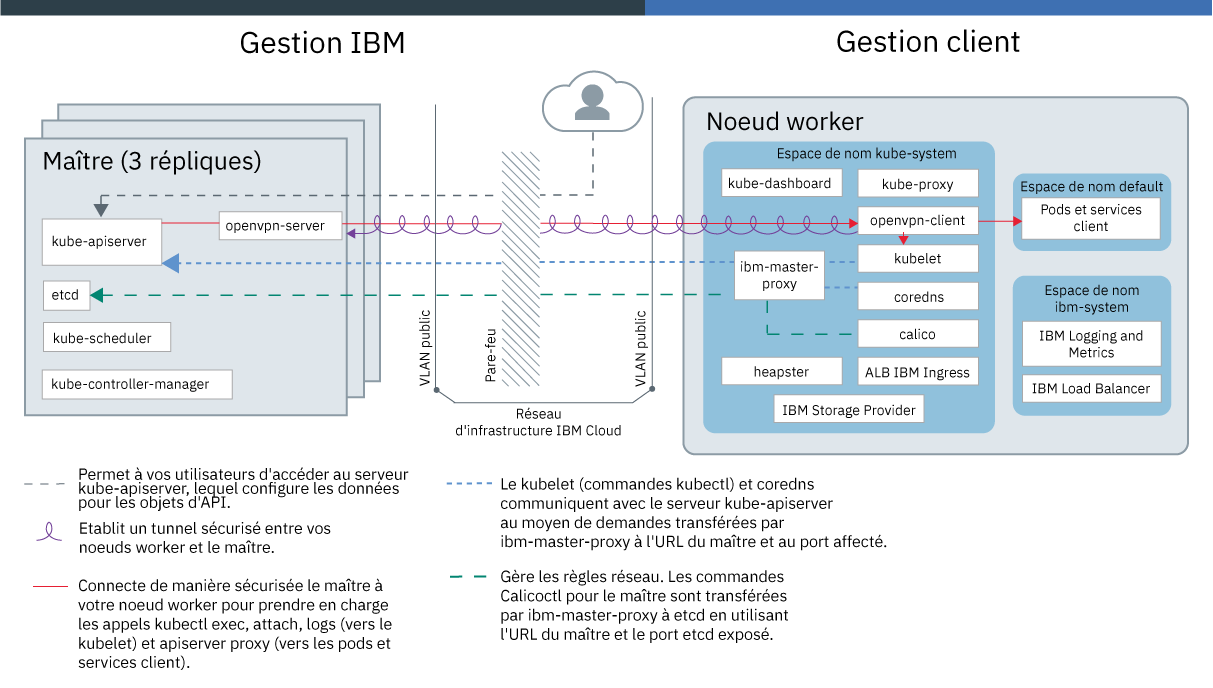 Gestion IBM
Gestion client
Maître (3 répliques)
kube-apiserver
openvpn-server
etcd
kube-scheduler
kube-controller-manager
VLAN public
Pare-feu
VLAN public
Réseau
d'infrastructure IBM Cloud
Noeud worker
Espace de nom kube-system
kube-dashboard
kube-proxy
openvpn-client
kubelet
ibm-master-
proxy
coredns
calico
heapster
ALB IBM Ingress
IBM Storage Provider
Espace de nom default
Pods et services
client
Espace de nom
ibm-system
IBM Logging and
Metrics
IBM Load Balancer
Permet à vos utilisateurs d'accéder au serveur
kube-apiserver, lequel configure les données
pour les objets d'API.
Etablit un tunnel sécurisé entre vos
noeuds worker et le maître.
Connecte de manière sécurisée le maître à
votre noeud worker pour prendre en charge
les appels kubectl exec, attach, logs (vers le
kubelet) et apiserver proxy (vers les pods et
services client).
Le kubelet (commandes kubectl) et coredns
communiquent avec le serveur kube-apiserver
au moyen de demandes transférées par
ibm-master-proxy à l'URL du maître et au port affecté.
Gère les règles réseau. Les commandes
Calicoctl pour le maître sont transférées
par ibm-master-proxy à etcd en utilisant
l'URL du maître et le port etcd exposé.